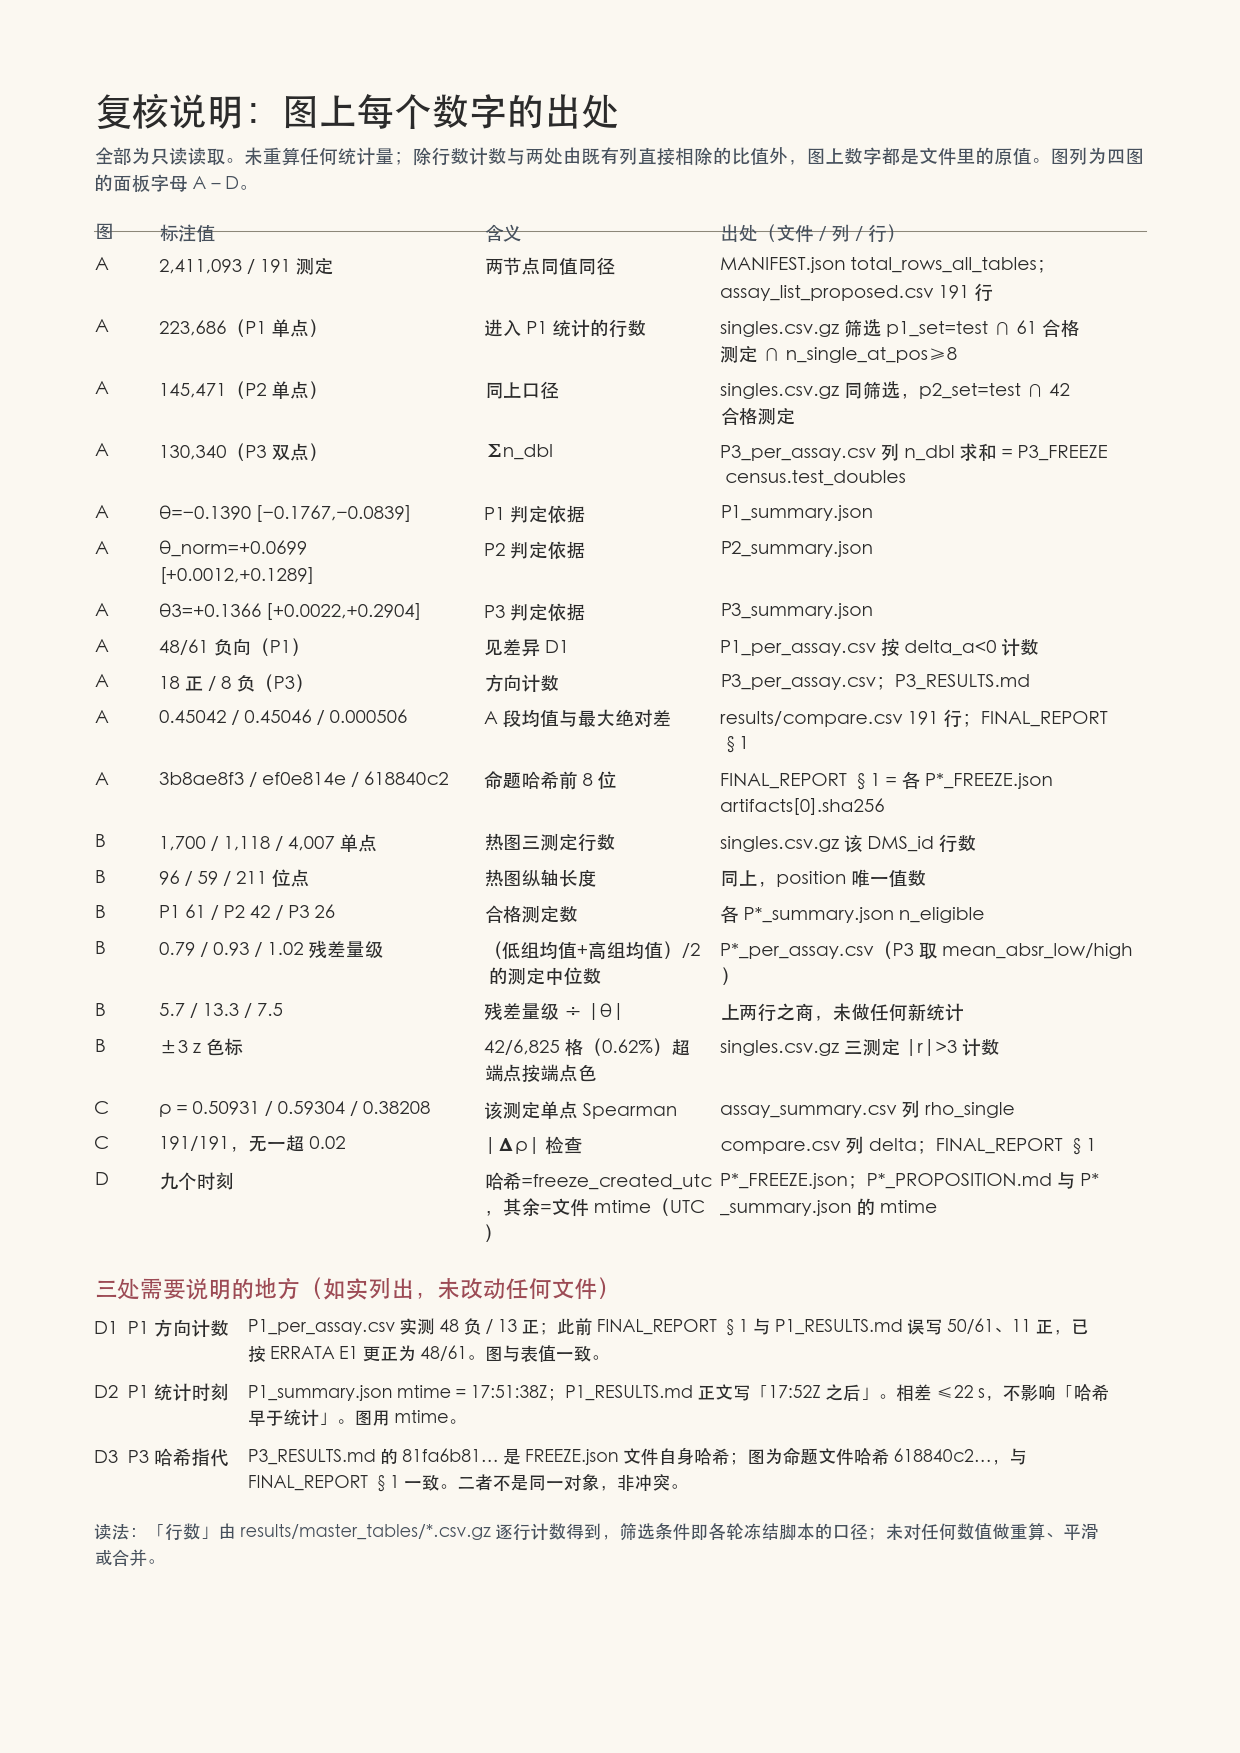 复核说明：图上每个数字的出处
全部为只读读取。未重算任何统计量；除行数计数与两处由既有列直接相除的比值外，图上数字都是文件里的原值。图列为四图
的面板字母 A – D。
图 标注值 含义 出处（文件 / 列 / 行）
A 2,411,093 / 191 测定 两节点同值同径 MANIFEST.json total_rows_all_tables；
assay_list_proposed.csv 191 行
A 223,686（P1 单点） 进入 P1 统计的行数 singles.csv.gz 筛选 p1_set=test ∩ 61 合格
测定 ∩ n_single_at_pos⩾8
A 145,471（P2 单点） 同上口径 singles.csv.gz 同筛选，p2_set=test ∩ 42
合格测定
A 130,340（P3 双点） Σn_dbl P3_per_assay.csv 列 n_dbl 求和 = P3_FREEZE
census.test_doubles
A θ=−0.1390 [−0.1767,−0.0839] P1 判定依据 P1_summary.json
A θ_norm=+0.0699 P2 判定依据 P2_summary.json
[+0.0012,+0.1289]
A θ3=+0.1366 [+0.0022,+0.2904] P3 判定依据 P3_summary.json
A 48/61 负向（P1） 见差异 D1 P1_per_assay.csv 按 delta_a<0 计数
A 18 正 / 8 负（P3） 方向计数 P3_per_assay.csv；P3_RESULTS.md
A 0.45042 / 0.45046 / 0.000506 A 段均值与最大绝对差 results/compare.csv 191 行；FINAL_REPORT
§1
A 3b8ae8f3 / ef0e814e / 618840c2 命题哈希前 8 位 FINAL_REPORT §1 = 各 P*_FREEZE.json
artifacts[0].sha256
B 1,700 / 1,118 / 4,007 单点 热图三测定行数 singles.csv.gz 该 DMS_id 行数
B 96 / 59 / 211 位点 热图纵轴长度 同上，position 唯一值数
B P1 61 / P2 42 / P3 26 合格测定数 各 P*_summary.json n_eligible
B 0.79 / 0.93 / 1.02 残差量级 （低组均值+高组均值）/2 P*_per_assay.csv（P3 取 mean_absr_low/high
的测定中位数 ）
B 5.7 / 13.3 / 7.5 残差量级 ÷ |θ| 上两行之商，未做任何新统计
B ±3 z 色标 42/6,825 格（0.62%）超 singles.csv.gz 三测定 |r|>3 计数
端点按端点色
C ρ = 0.50931 / 0.59304 / 0.38208 该测定单点 Spearman assay_summary.csv 列 rho_single
C 191/191，无一超 0.02 |Δρ| 检查 compare.csv 列 delta；FINAL_REPORT §1
D 九个时刻 哈希=freeze_created_utc P*_FREEZE.json；P*_PROPOSITION.md 与 P*
，其余=文件 mtime（UTC _summary.json 的 mtime
）
三处需要说明的地方（如实列出，未改动任何文件）
D1 P1 方向计数 P1_per_assay.csv 实测 48 负 / 13 正；此前 FINAL_REPORT §1 与 P1_RESULTS.md 误写 50/61、11 正，已
按 ERRATA E1 更正为 48/61。图与表值一致。
D2 P1 统计时刻 P1_summary.json mtime = 17:51:38Z；P1_RESULTS.md 正文写「17:52Z 之后」。相差 ⩽22 s，不影响「哈希
早于统计」。图用 mtime。
D3 P3 哈希指代 P3_RESULTS.md 的 81fa6b81… 是 FREEZE.json 文件自身哈希；图为命题文件哈希 618840c2…，与
FINAL_REPORT §1 一致。二者不是同一对象，非冲突。
读法：「行数」由 results/master_tables/*.csv.gz 逐行计数得到，筛选条件即各轮冻结脚本的口径；未对任何数值做重算、平滑
或合并。